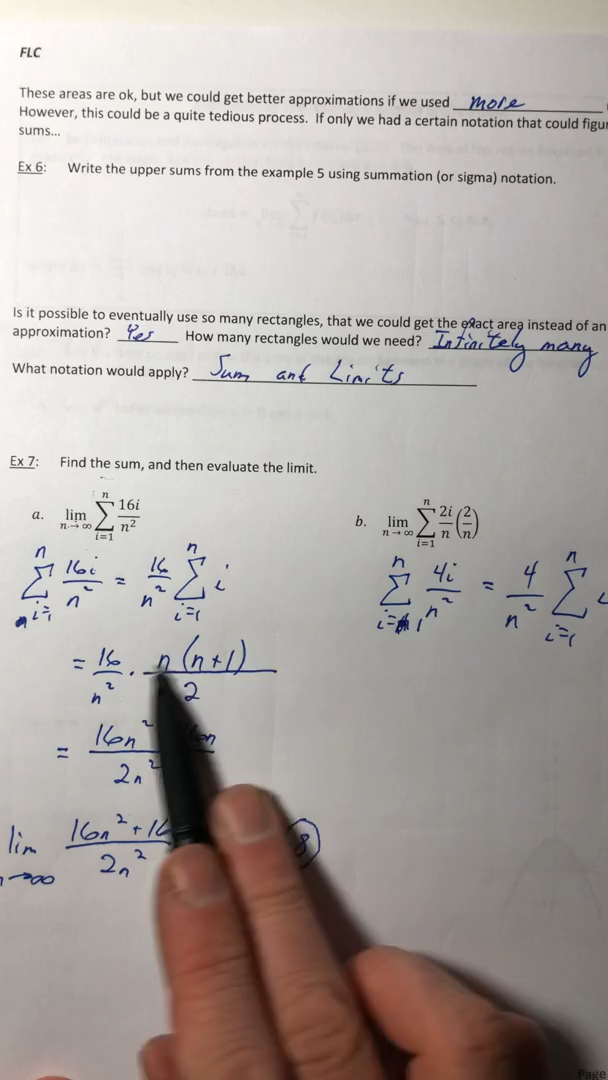 FLC
These areas are ok, but we could get better approximations if we used more
However, this could be a quite tedious process. If only we had a certain notation that could figur
sums...
Ex 6: Write the upper sums from the example 5 using summation (or sigma) notation.
Is it possible to eventually use so many rectangles, that we could get the exact area instead of an
approximation? Yes How many rectangles would we need? Infinitely many
What notation would apply? Sum and Limits
Ex 7: Find the sum, and then evaluate the limit.
a. lim n→∞ n ∑ i=1 16i/n²
b. lim n→∞ n ∑ i=1 2i/n (2/n)
n ∑ i=1 16i/n² = 16/n² n ∑ i=1 i
n ∑ i=1 4i/n² = 4/n² n ∑ i=1
= 16/n² · n(n+1)/2
= 16n² 16n / 2n²
lim n→∞ 16n²+16 / 2n² 8
Page